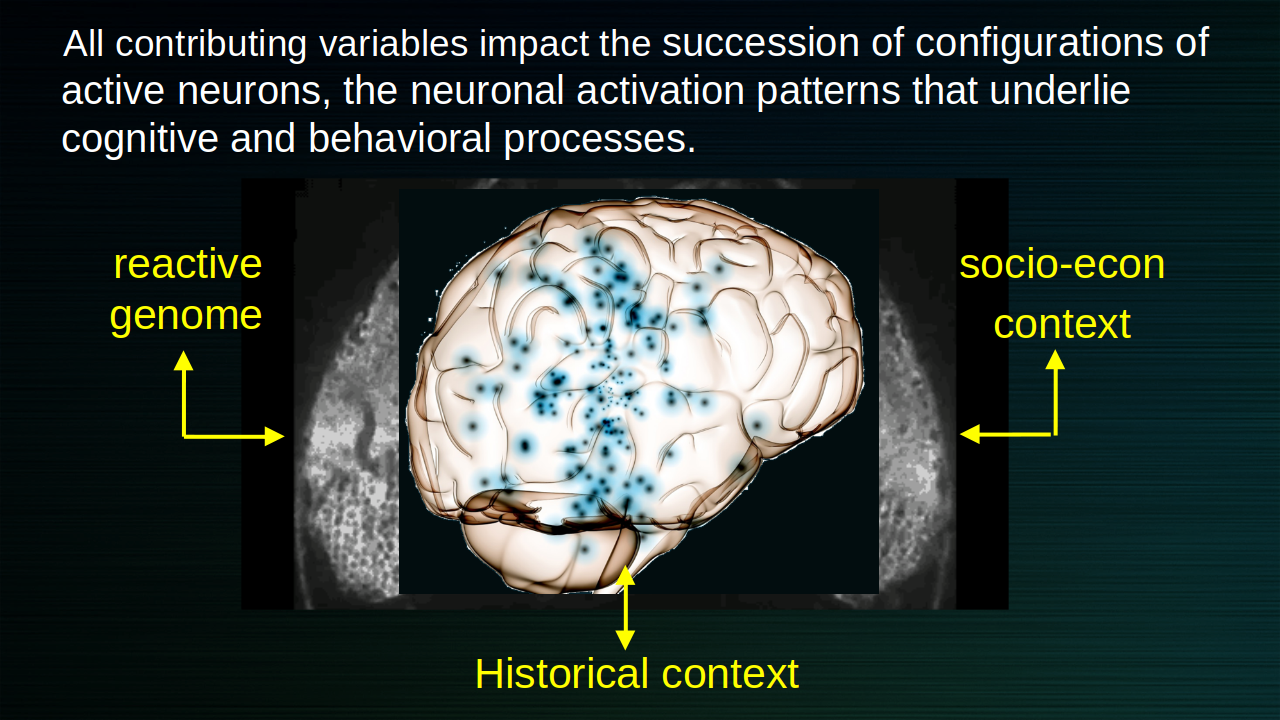 All contributing variables impact the succession of configurations of
active neurons, the neuronal activation patterns that underlie
cognitive and behavioral processes.
reactive
genome
socio-econ
context
Historical context